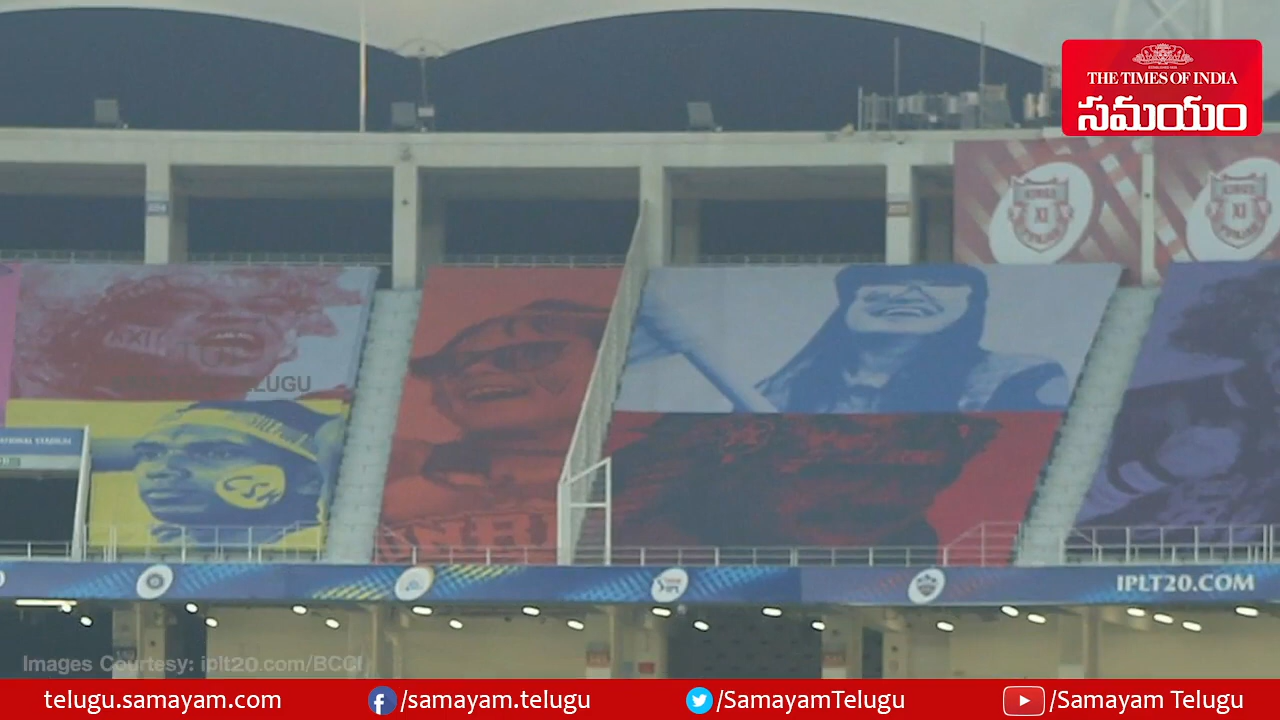 THE TIMES OF INDIA
సమయం
KINGS
XI
PUNJAB
KINGS
XI
PUNJAB
TELUGU
CSK
IPL
IPLT20.COM
Images Courtesy: iplt20.com/BCCI
telugu.samayam.com
/samayam.telugu
/SamayamTelugu
/Samayam Telugu